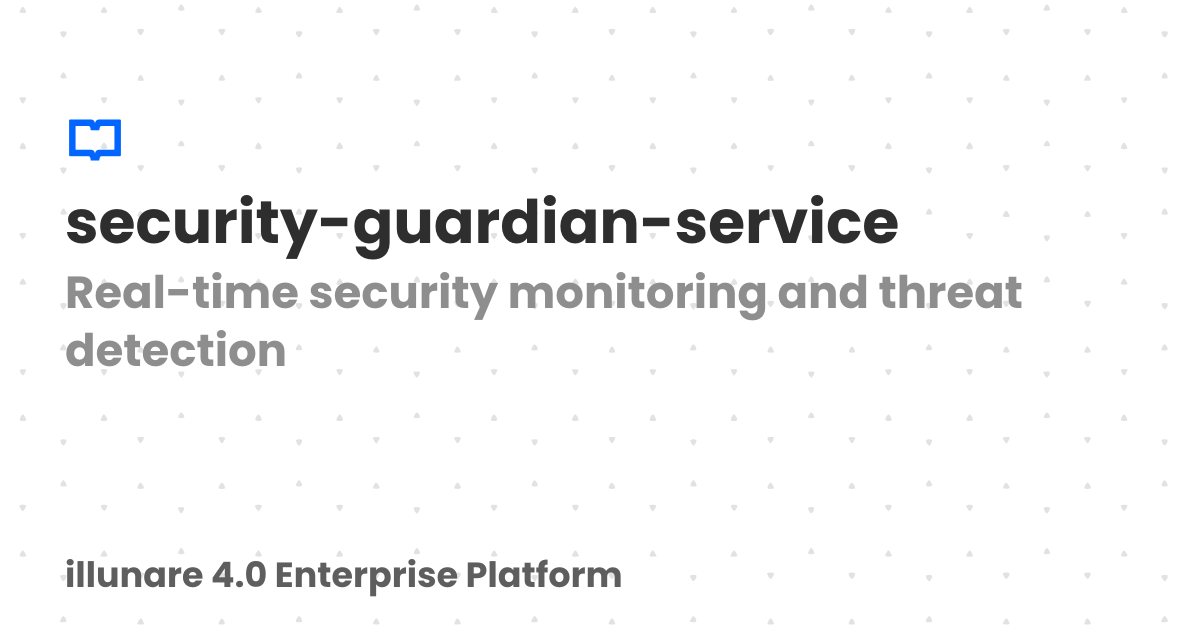 security-guardian-service
Real-time security monitoring and threat
detection
illunare 4.0 Enterprise Platform